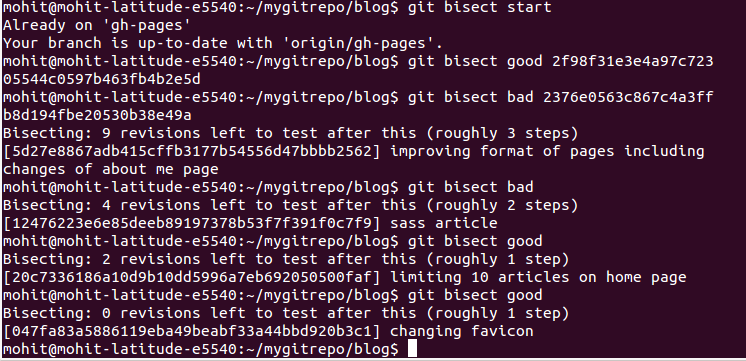 mohit@mohit-latitude-e5540:~/mygitrepo/blog$ git bisect start
Already on 'gh-pages'
Your branch is up-to-date with 'origin/gh-pages'.
mohit@mohit-latitude-e5540:~/mygitrepo/blog$ git bisect good 2f98f31e3e4a97c723
05544c0597b463fb4b2e5d
mohit@mohit-latitude-e5540:~/mygitrepo/blog$ git bisect bad 2376e0563c867c4a3ff
b8d194fbe20530b38e49a
Bisecting: 9 revisions left to test after this (roughly 3 steps)
[5d27e8867adb415cffb3177b54556d47bbbb2562] improving format of pages including
changes of about me page
mohit@mohit-latitude-e5540:~/mygitrepo/blog$ git bisect bad
Bisecting: 4 revisions left to test after this (roughly 2 steps)
[12476223e6e85deeb89197378b53f7f391f0c7f9] sass article
mohit@mohit-latitude-e5540:~/mygitrepo/blog$ git bisect good
Bisecting: 2 revisions left to test after this (roughly 1 step)
[20c7336186a10d9b10dd5996a7eb692050500faf] limiting 10 articles on home page
mohit@mohit-latitude-e5540:~/mygitrepo/blog$ git bisect good
Bisecting: 0 revisions left to test after this (roughly 1 step)
[047fa83a5886119eba49beabf33a44bbd920b3c1] changing favicon
mohit@mohit-latitude-e5540:~/mygitrepo/blog$